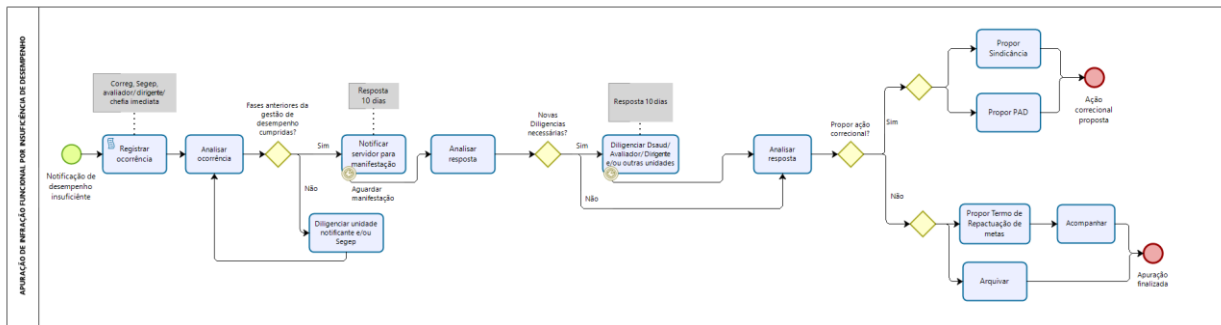 APURAÇÃO DE INFRAÇÃO FUNCIONAL POR INSUFICIÊNCIA DE DESEMPENHO
Notificação de
desempenho
insuficiênte
Correg, Segep,
avaliador/dirigente/
chefia imediata
Registrar
ocorrência
Analisar
ocorrência
Fases anteriores da
gestão de
desempenho
cumpridas?
Sim
Não
Diligenciar unidade
notificante e/ou
Segep
Resposta
10 dias
Notificar
servidor para
manifestação
Aguardar
manifestação
Analisar
resposta
Novas
Diligencias
necessárias?
Sim
Não
Resposta 10 dias
Diligenciar Dsaud/
Avaliador/Dirigente
e/ou outras unidades
Analisar
resposta
Propor ação
correcional?
Sim
Não
Propor
Sindicância
Propor PAD
Ação
correcional
proposta
Propor Termo de
Repactuação de
metas
Acompanhar
Arquivar
Apuração
finalizada